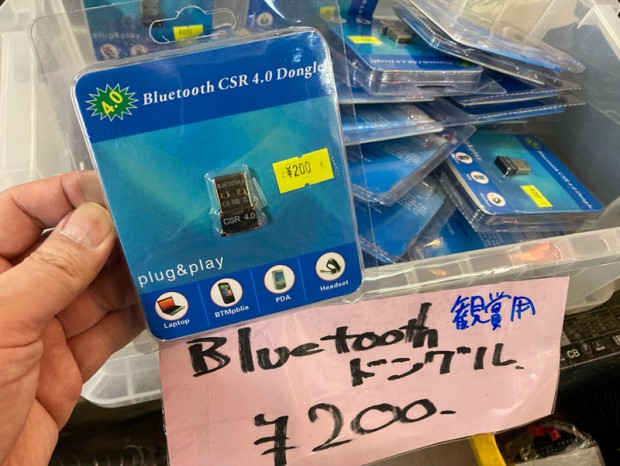 4.0
Bluetooth CSR 4.0 Dongle
¥200
CSR 4.0
plug&play
Laptop
BTMoblie
PDA
Headset
Bluetooth 観賞用
ドングル
¥200-